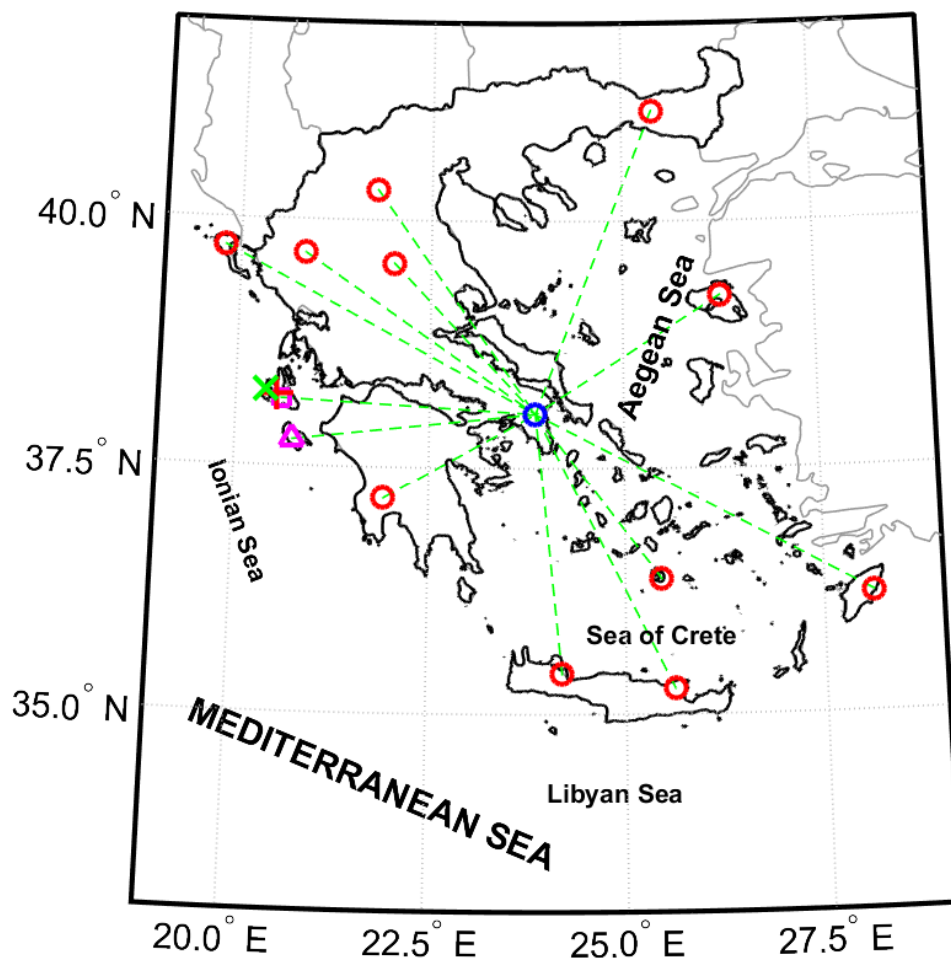 40.0° N
Aegean Sea
37.5° N
Ionian Sea
Sea of Crete
35.0° N
MEDITERRANEAN SEA
Libyan Sea
20.0° E 22.5° E 25.0° E 27.5° E